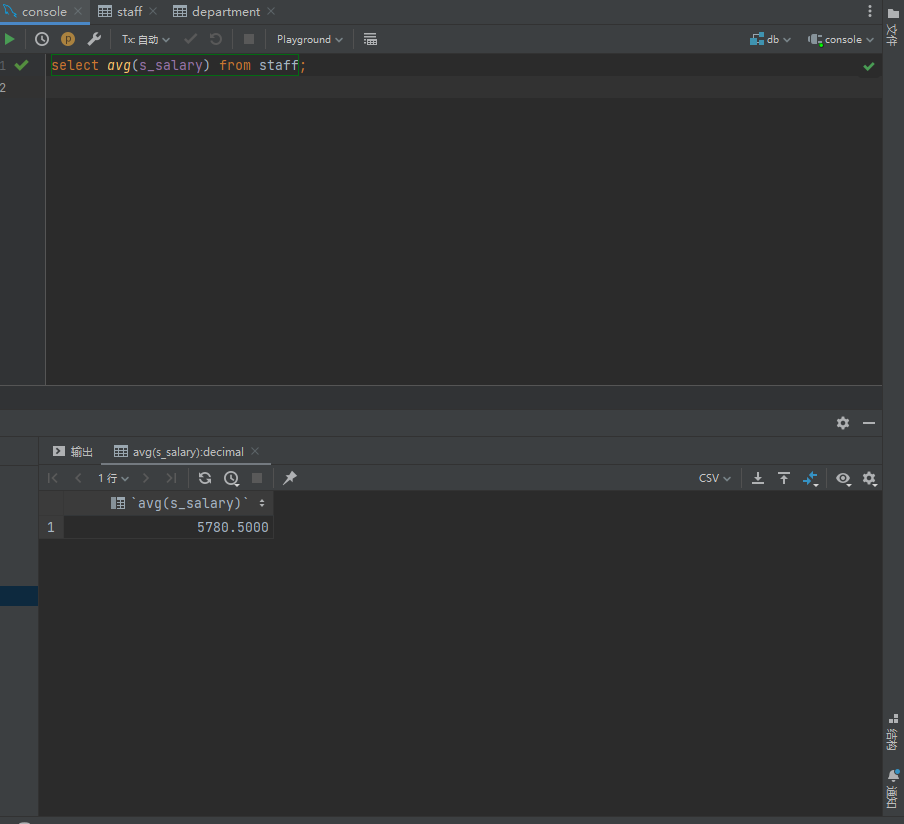 console
staff
department
Tx: 自动
Playground
db
console
文件
1
select avg(s_salary) from staff;
2
输出
avg(s_salary):decimal
1 行
CSV
`avg(s_salary)`
1
5780.5000
结构
通知